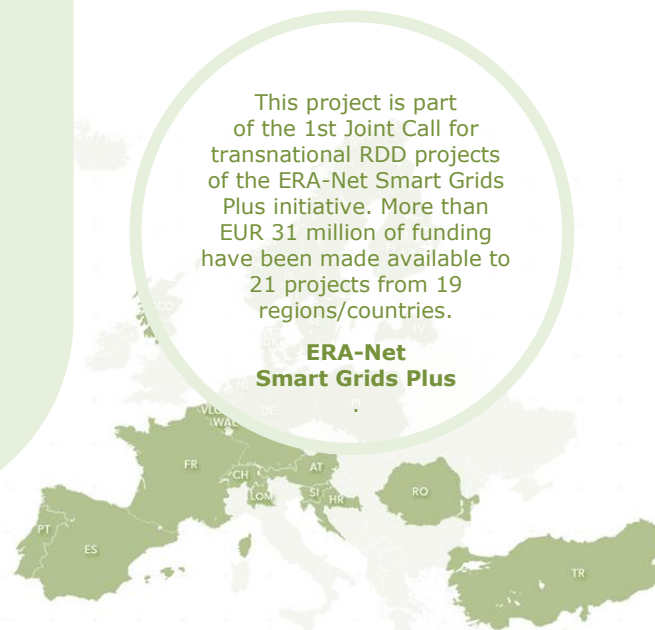 This project is part
of the 1st Joint Call for
transnational RDD projects
of the ERA-Net Smart Grids
Plus initiative. More than
EUR 31 million of funding
have been made available to
21 projects from 19
regions/countries.
ERA-Net
Smart Grids Plus
.
LV
NL
DE
WAL
FR
CH
AT
LOM
SI
HR
RO
PT
ES
TR